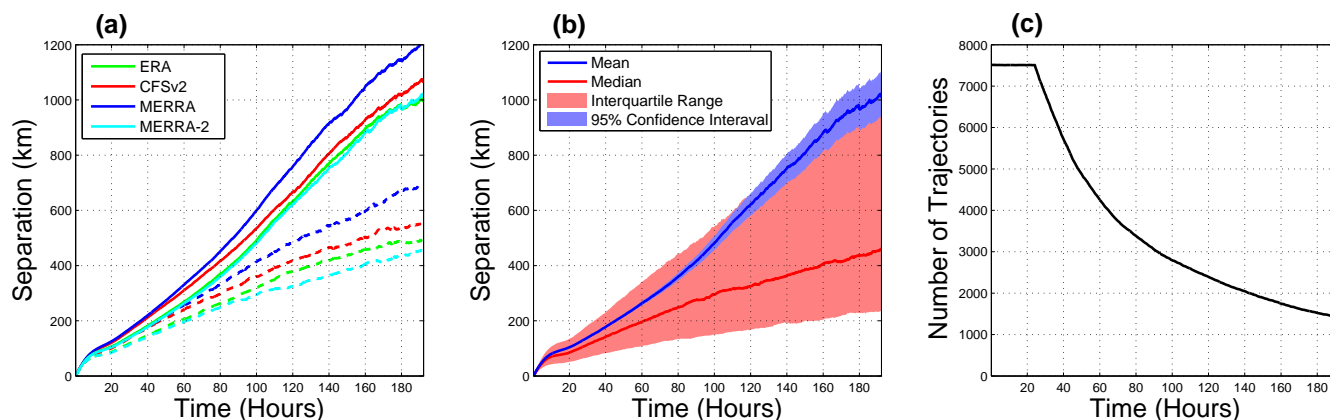 (a)
1200
1000
800
600
400
200
0
20 40 60 80 100 120 140 160 180
Separation (km)
Time (Hours)
ERA
CFSv2
MERRA
MERRA-2
(b)
1200
1000
800
600
400
200
0
20 40 60 80 100 120 140 160 180
Separation (km)
Time (Hours)
Mean
Median
Interquartile Range
95% Confidence Interaval
(c)
8000
7000
6000
5000
4000
3000
2000
1000
0
20 40 60 80 100 120 140 160 180
Number of Trajectories
Time (Hours)